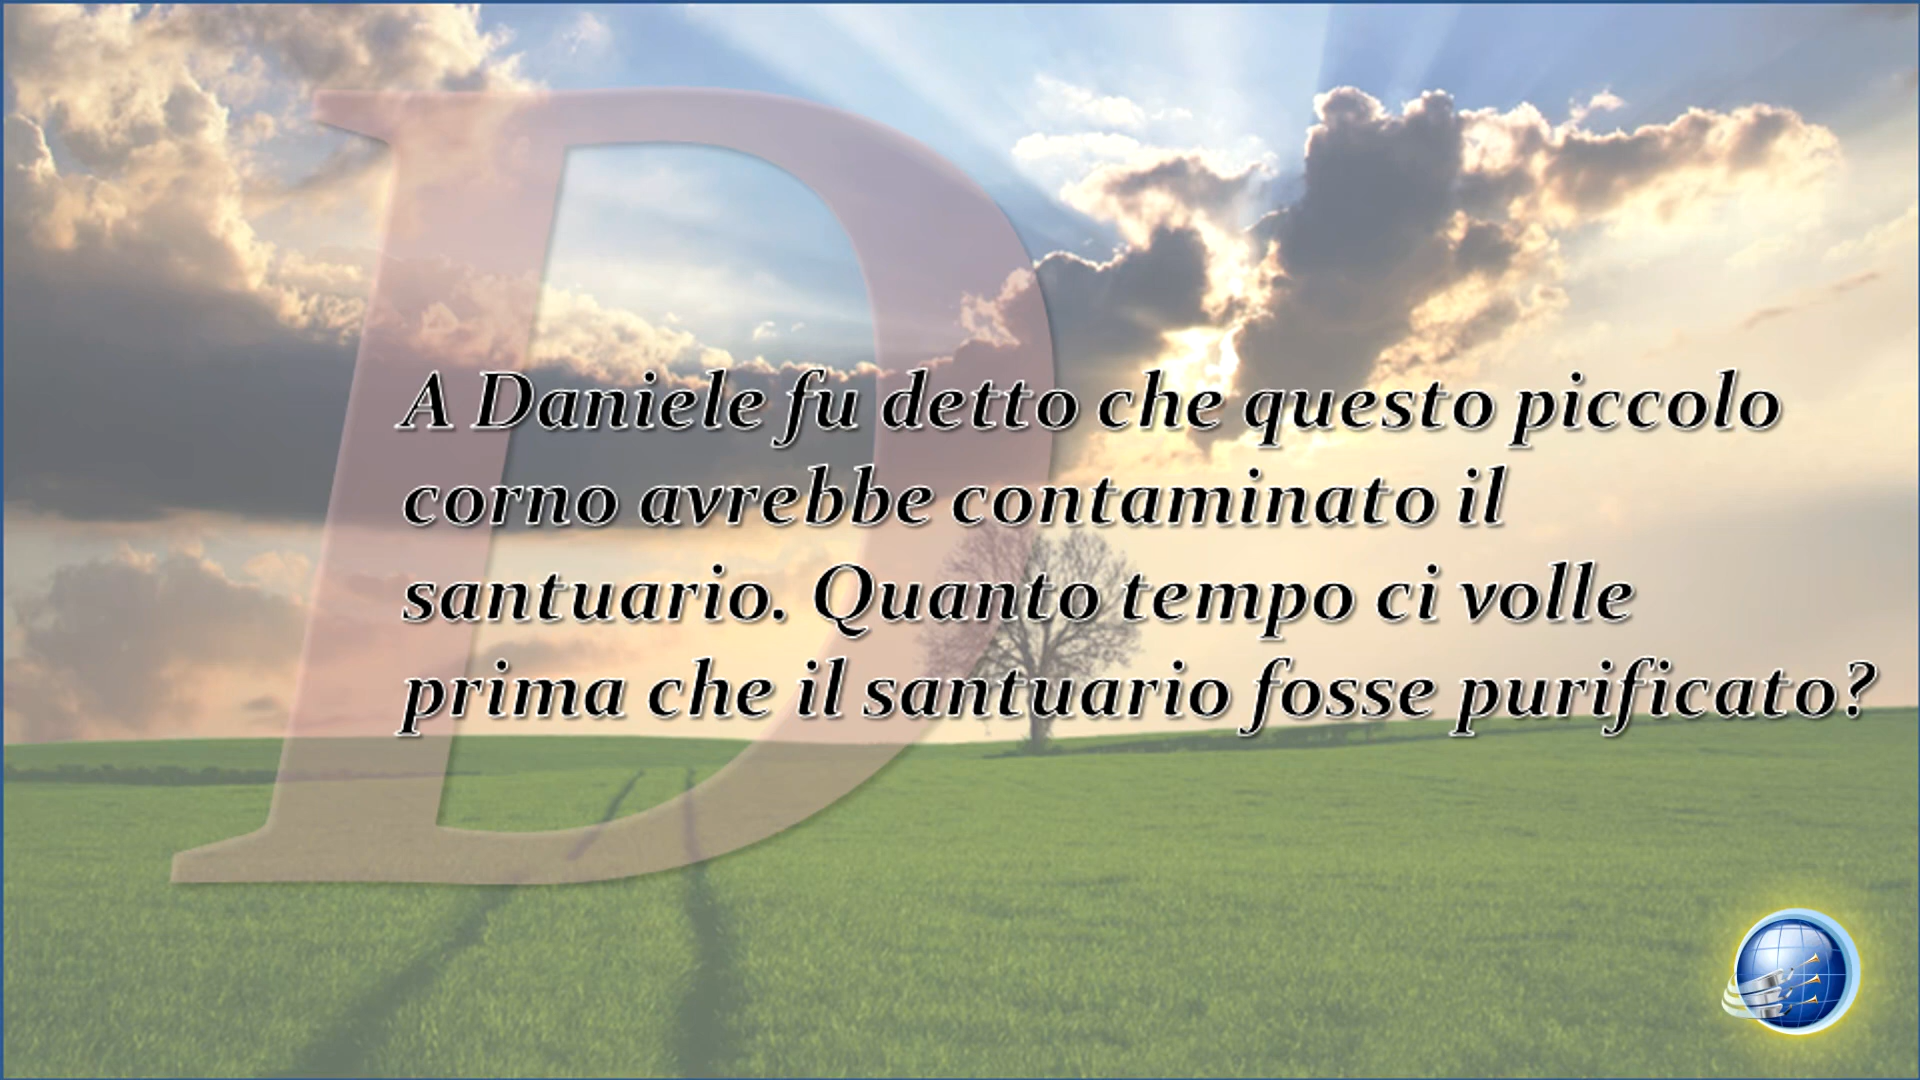 D
A Daniele fu detto che questo piccolo
corno avrebbe contaminato il
santuario. Quanto tempo ci volle
prima che il santuario fosse purificato?